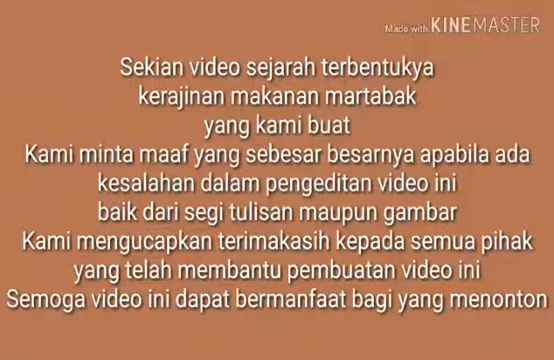 Made with KINEMASTER
Sekian video sejarah terbentukya
kerajinan makanan martabak
yang kami buat
Kami minta maaf yang sebesar besarnya apabila ada
kesalahan dalam pengeditan video ini
baik dari segi tulisan maupun gambar
Kami mengucapkan terimakasih kepada semua pihak
yang telah membantu pembuatan video ini
Semoga video ini dapat bermanfaat bagi yang menonton